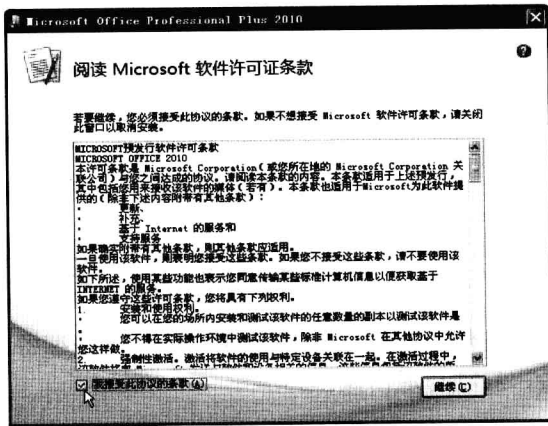 Microsoft Office Professional Plus 2010
阅读 Microsoft 软件许可证条款
若要继续，您必须接受此协议的条款。如果不想接受 Microsoft 软件许可条款，请关闭
此窗口以取消安装。
MICROSOFT预发行软件许可条款
MICROSOFT OFFICE 2010
本许可条款是 Microsoft Corporation（或您所在地的 Microsoft Corporation 关
联公司）与您之间达成的协议。请阅读本条款的内容。本条款适用于上述预发行，
其中包括您用来接收该软件的媒体（若有）。本条款也适用于Microsoft为此软件提
供的（除非下述内容附带有其他条款）：
· 更新、
· 补充、
· 基于 Internet 的服务和
· 支持服务
如果确实附带有其他条款，则其他条款应适用。
一旦使用该软件，则表明您接受这些条款。如果您不接受这些条款，请不要使用该
软件。
如下所述，使用某些功能也表示您同意传输某些标准计算机信息以便获取基于
INTERNET 的服务。
如果您遵守这些许可条款，您将具有下列权利。
1. 安装和使用权利。
· 您可以在您的场所内安装和测试该软件的任意数量的副本以测试该软件是
· 您不得在实际操作环境中测试该软件，除非 Microsoft 在其他协议中允许
您这样做。
2. 强制性激活。激活将软件的使用与特定设备关联在一起。在激活过程中，
我接受此协议的条款(A)
继续(C)